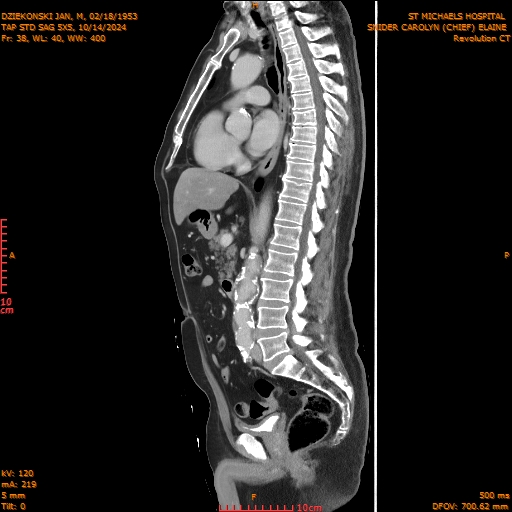 DZIEKONSKI JAN, M, 02/18/1953
TAP STD SAG 5X5, 10/14/2024
Fr: 38, WL: 40, WW: 400
H
ST MICHAELS HOSPITAL
SNIDER CAROLYN (CHIEF) ELAINE
Revolution CT
A
P
10
cm
kV: 120
mA: 219
5 mm
Tilt: 0
F
10cm
500 ms
DFOV: 700.62 mm